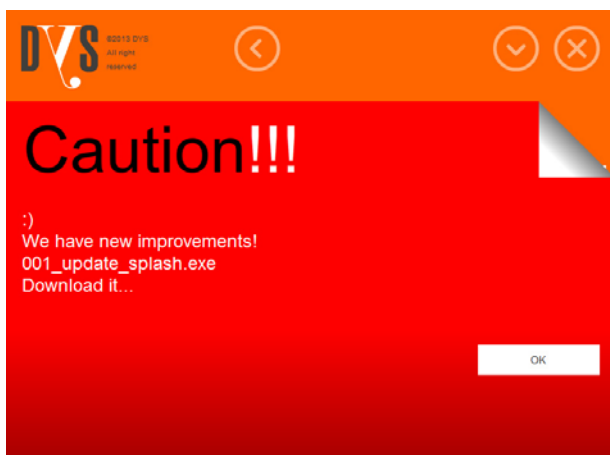 DYS
©2013 DYS
All right
reserved
Caution!!!
:)
We have new improvements!
001_update_splash.exe
Download it...
OK